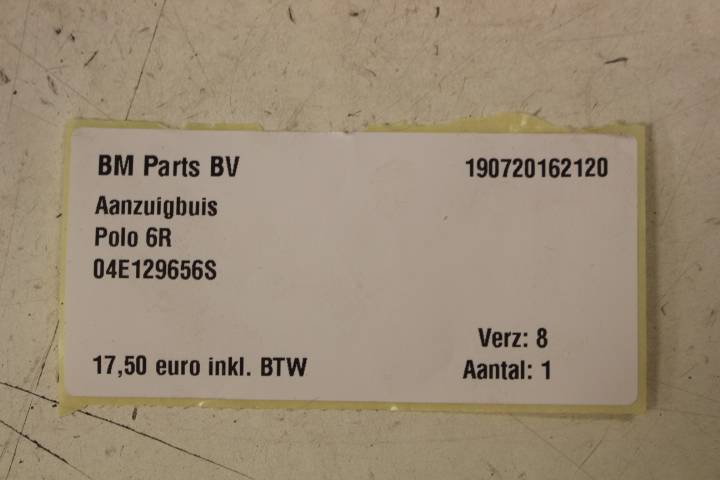 BM Parts BV 190720162120
Aanzuigbuis
Polo 6R
04E129656S
Verz: 8
17,50 euro inkl. BTW Aantal: 1